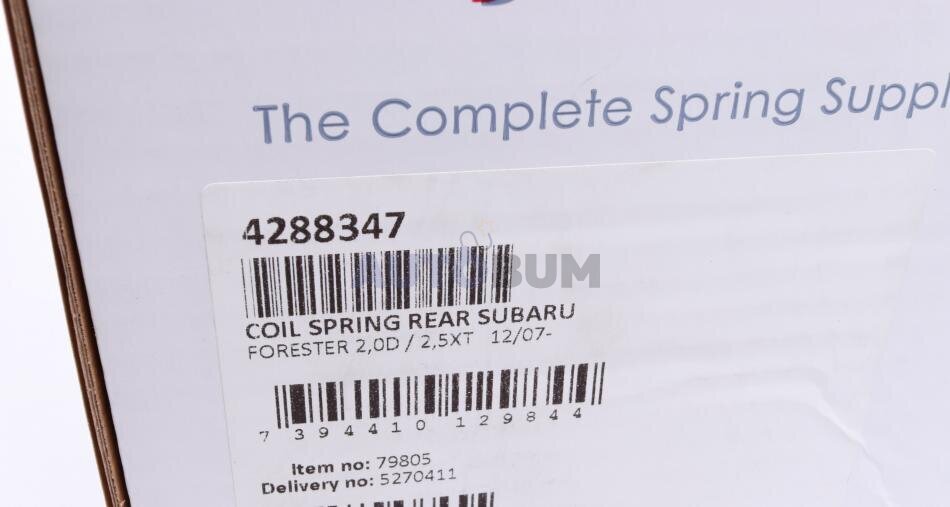 The Complete Spring Suppl
4288347
AUTOBUM
COIL SPRING REAR SUBARU
FORESTER 2,0D / 2,5XT 12/07-
7 394410 129844
Item no: 79805
Delivery no: 5270411